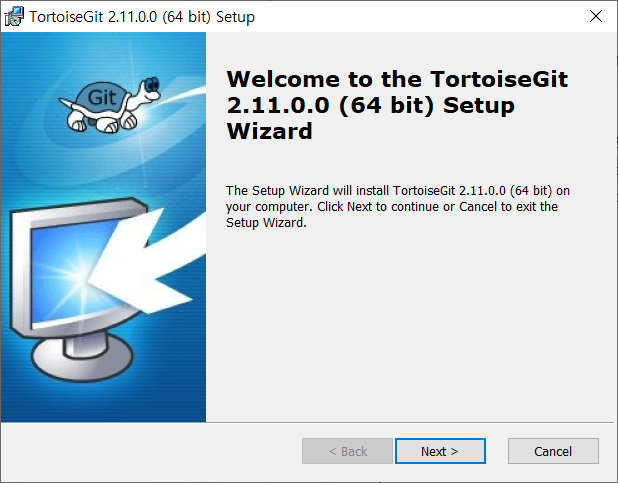 TortoiseGit 2.11.0.0 (64 bit) Setup
Git
Welcome to the TortoiseGit
2.11.0.0 (64 bit) Setup
Wizard
The Setup Wizard will install TortoiseGit 2.11.0.0 (64 bit) on
your computer. Click Next to continue or Cancel to exit the
Setup Wizard.
< Back
Next >
Cancel